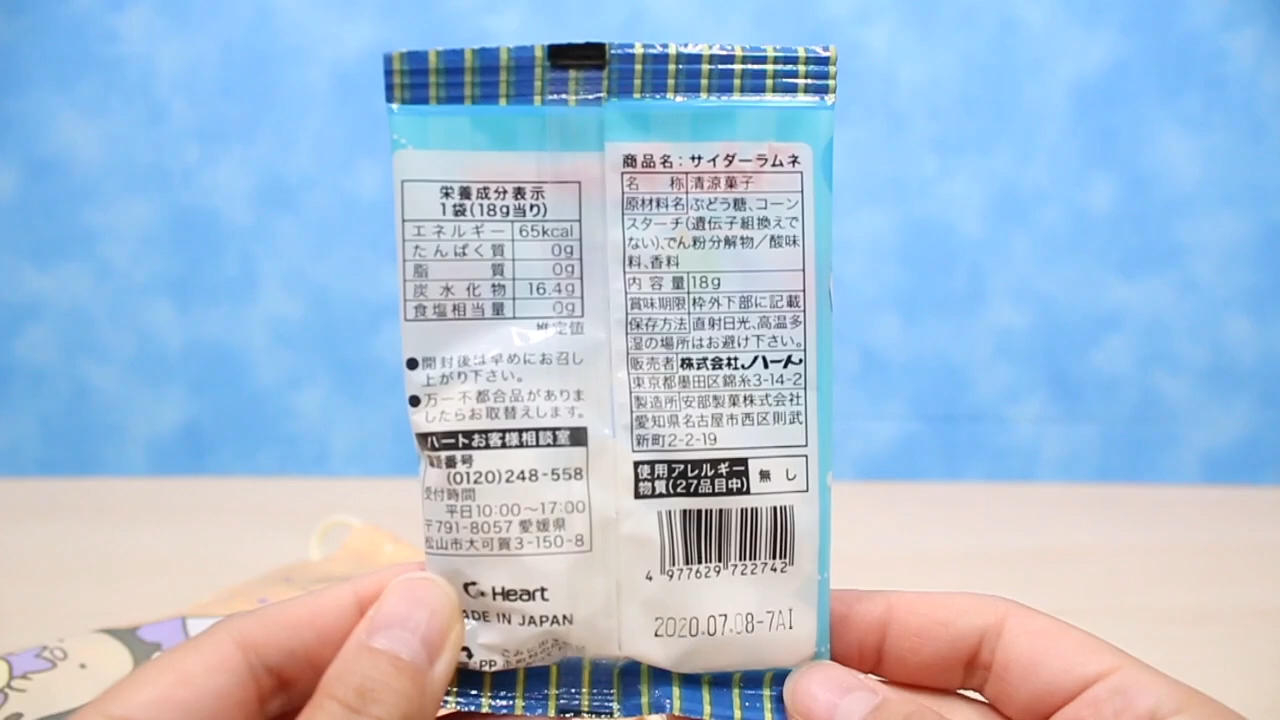 栄養成分表示
1袋(18g当り)
エネルギー 65kcal
たんぱく質 0g
脂質 0g
炭水化物 16.4g
食塩相当量 0g
推定値
●開封後は早めにお召し
上がり下さい。
●万一不都合品がありま
したらお取替えします。
ハートお客様相談室
電話番号
(0120)248-558
受付時間
平日10:00～17:00
〒791-8057 愛媛県
松山市大可賀3-150-8
Heart
MADE IN JAPAN
PP
商品名:サイダーラムネ
名称 清涼菓子
原材料名 ぶどう糖、コーン
スターチ(遺伝子組換えで
ない)、でん粉分解物／酸味
料、香料
内容量 18g
賞味期限 枠外下部に記載
保存方法 直射日光、高温多
湿の場所はお避け下さい。
販売者 株式会社ハート
東京都墨田区錦糸3-14-2
製造所 安部製菓株式会社
愛知県名古屋市西区則武
新町2-2-19
使用アレルギー
物質(27品目中) 無し
4 977629 722742
2020.07.08-7AI